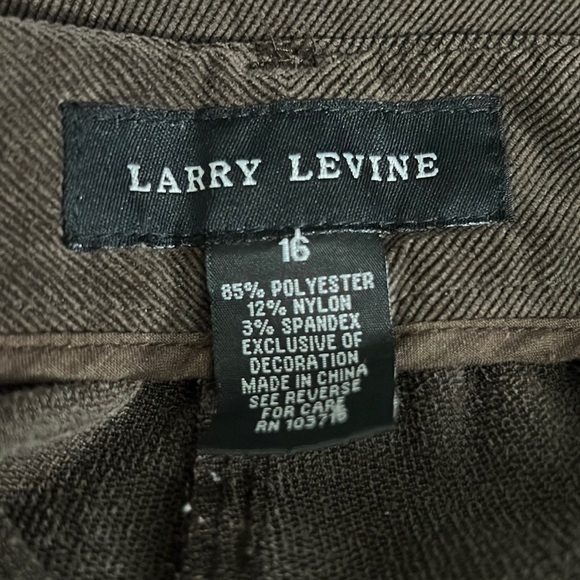 LARRY LEVINE
16
85% POLYESTER
12% NYLON
3% SPANDEX
EXCLUSIVE OF
DECORATION
MADE IN CHINA
SEE REVERSE
FOR CARE
RN 103716